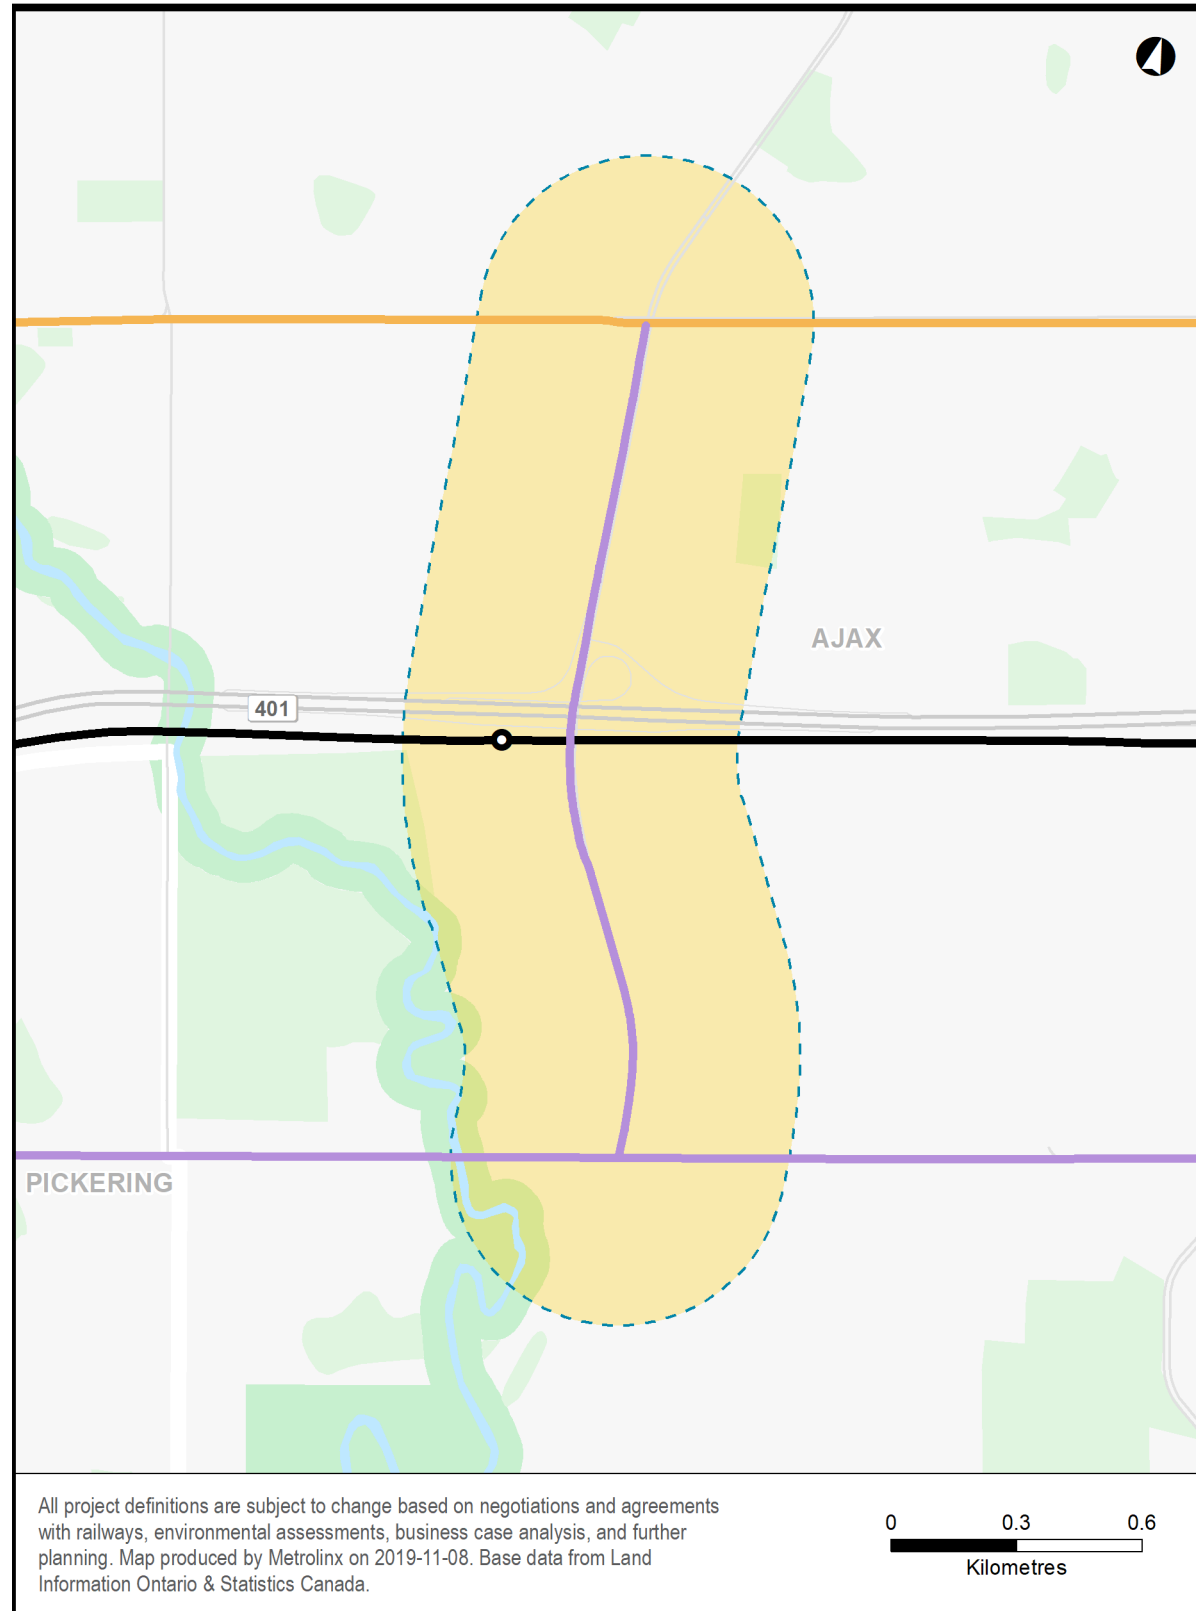 AJAX
401
PICKERING
All project definitions are subject to change based on negotiations and agreements
with railways, environmental assessments, business case analysis, and further
planning. Map produced by Metrolinx on 2019-11-08. Base data from Land
Information Ontario & Statistics Canada.
0 0.3 0.6
Kilometres